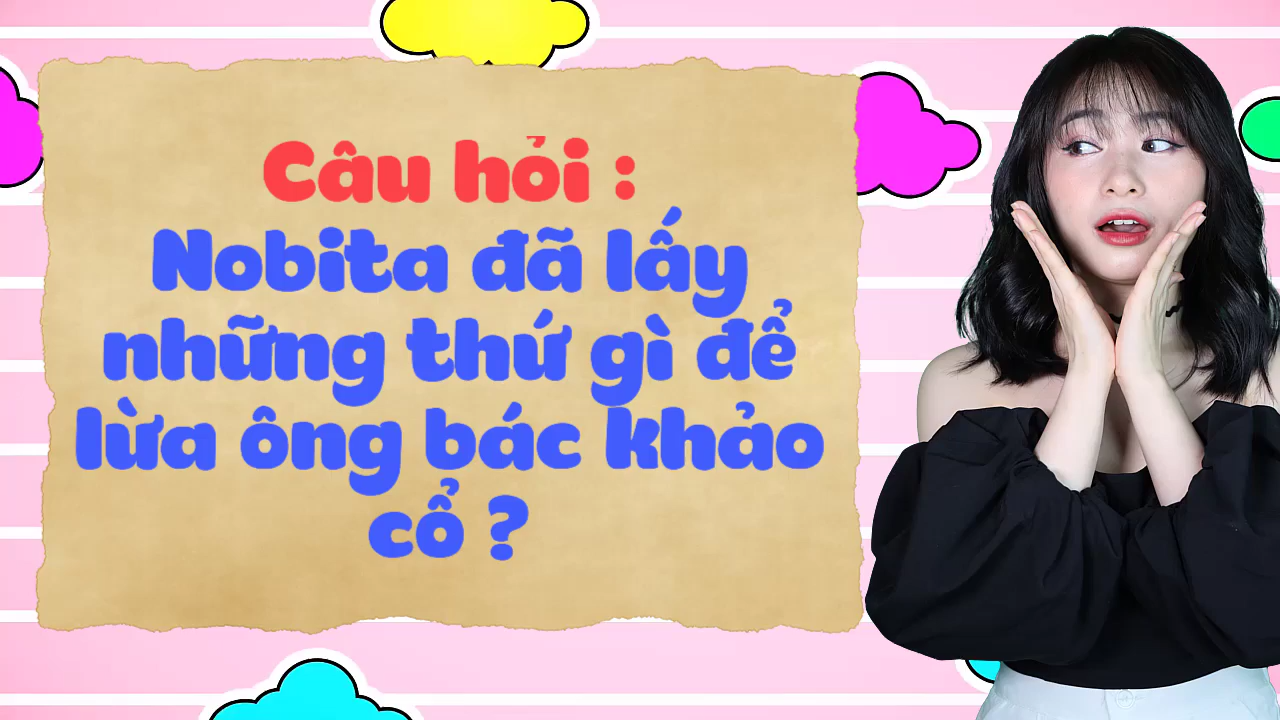 Câu hỏi :
Nobita đã lấy
những thứ gì để
lừa ông bác khảo
cổ ?